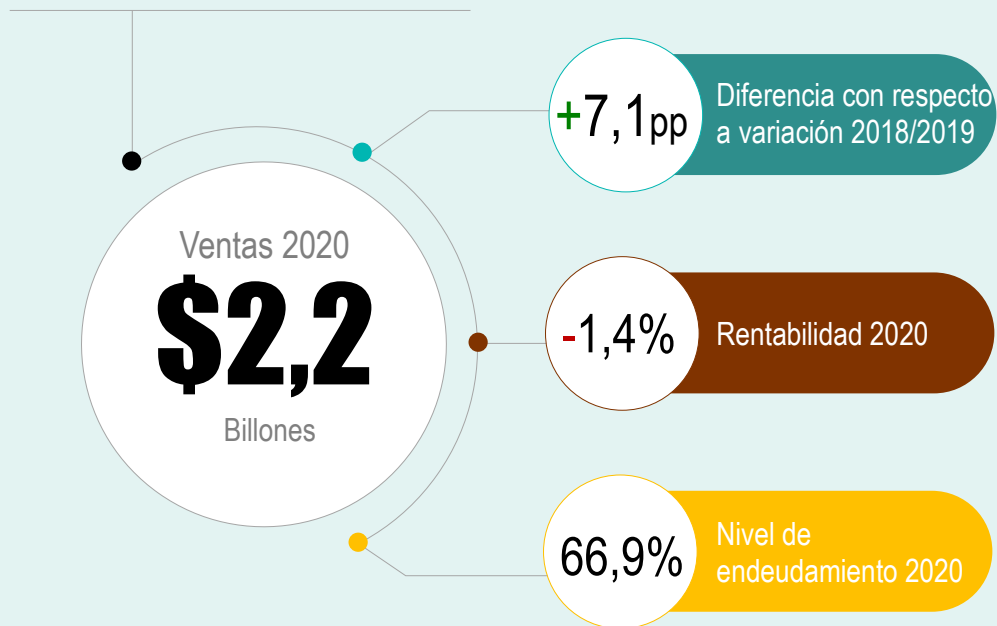 Ventas 2020
$2,2
Billones
+7,1pp
Diferencia con respecto
a variación 2018/2019
-1,4%
Rentabilidad 2020
66,9%
Nivel de
endeudamiento 2020